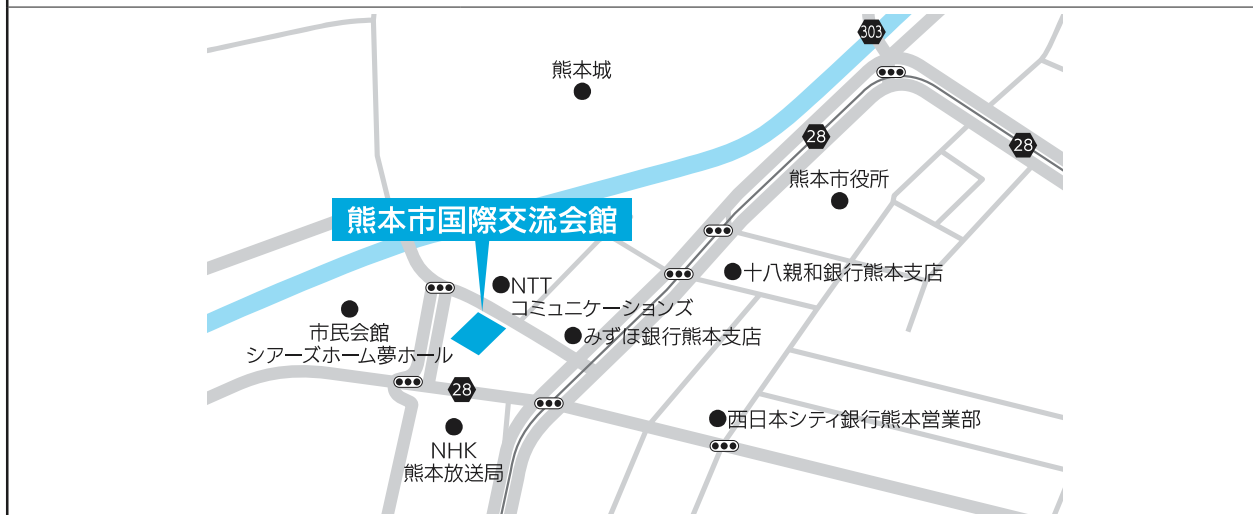 303
熊本城
28
28
熊本市役所
熊本市国際交流会館
十八親和銀行熊本支店
NTT
コミュニケーションズ
市民会館
シアーズホーム夢ホール
みずほ銀行熊本支店
28
西日本シティ銀行熊本営業部
NHK
熊本放送局